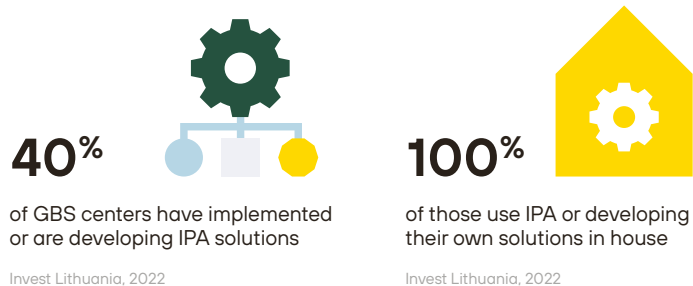 40%
of GBS centers have implemented
or are developing IPA solutions
Invest Lithuania, 2022
100%
of those use IPA or developing
their own solutions in house
Invest Lithuania, 2022